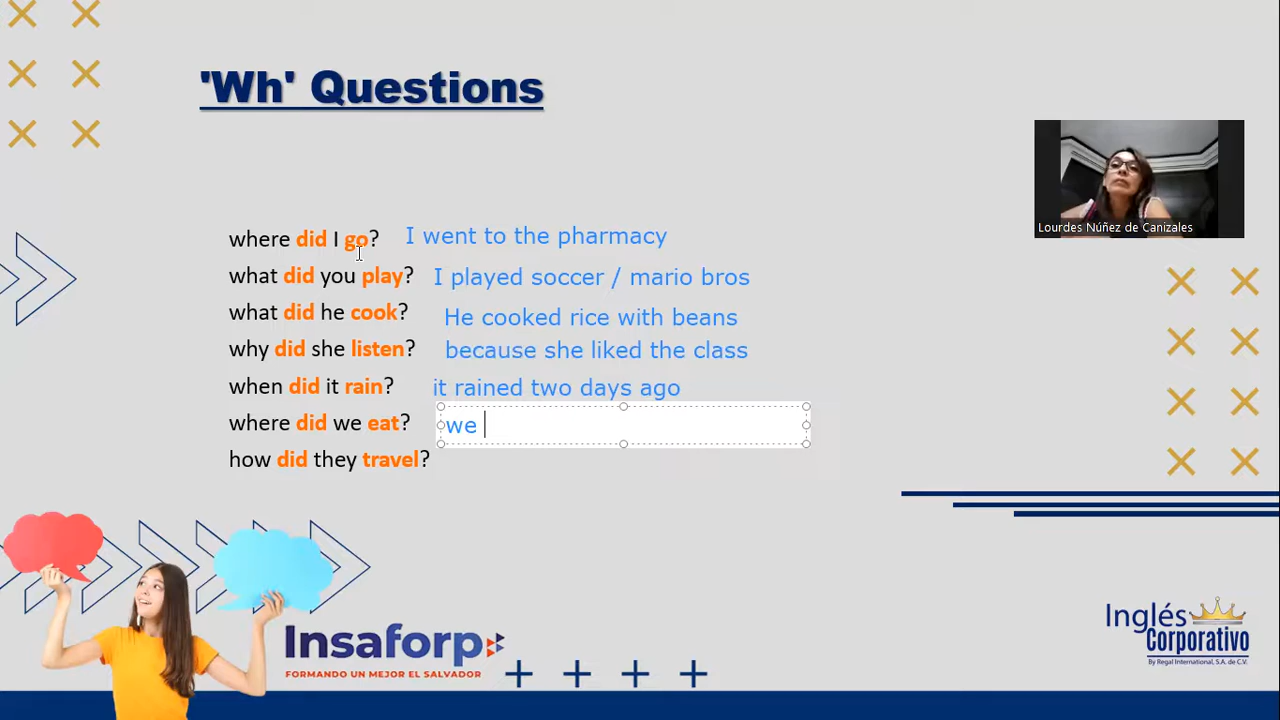 'Wh' Questions
Lourdes Núñez de Canizales
where did I go? I went to the pharmacy
what did you play? I played soccer / mario bros
what did he cook? He cooked rice with beans
why did she listen? because she liked the class
when did it rain? it rained two days ago
where did we eat? we
how did they travel?
Insaforp
FORMANDO UN MEJOR EL SALVADOR
Inglés
Corporativo
By Regal International, S.A. de C.V.